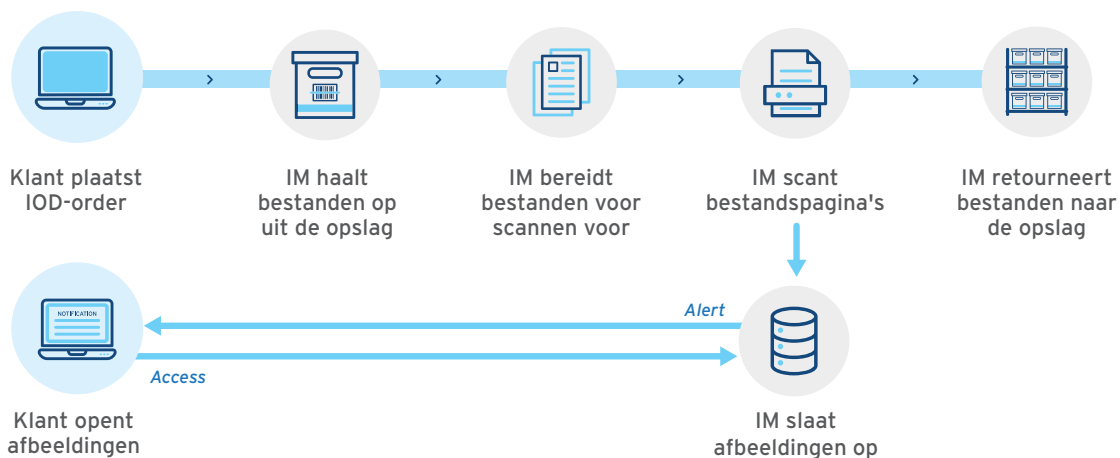 Klant plaatst
IOD-order
IM haalt
bestanden op
uit de opslag
IM bereidt
bestanden voor
scannen voor
IM scant
bestandspagina's
IM retourneert
bestanden naar
de opslag
NOTIFICATION
Alert
Access
Klant opent
afbeeldingen
IM slaat
afbeeldingen op